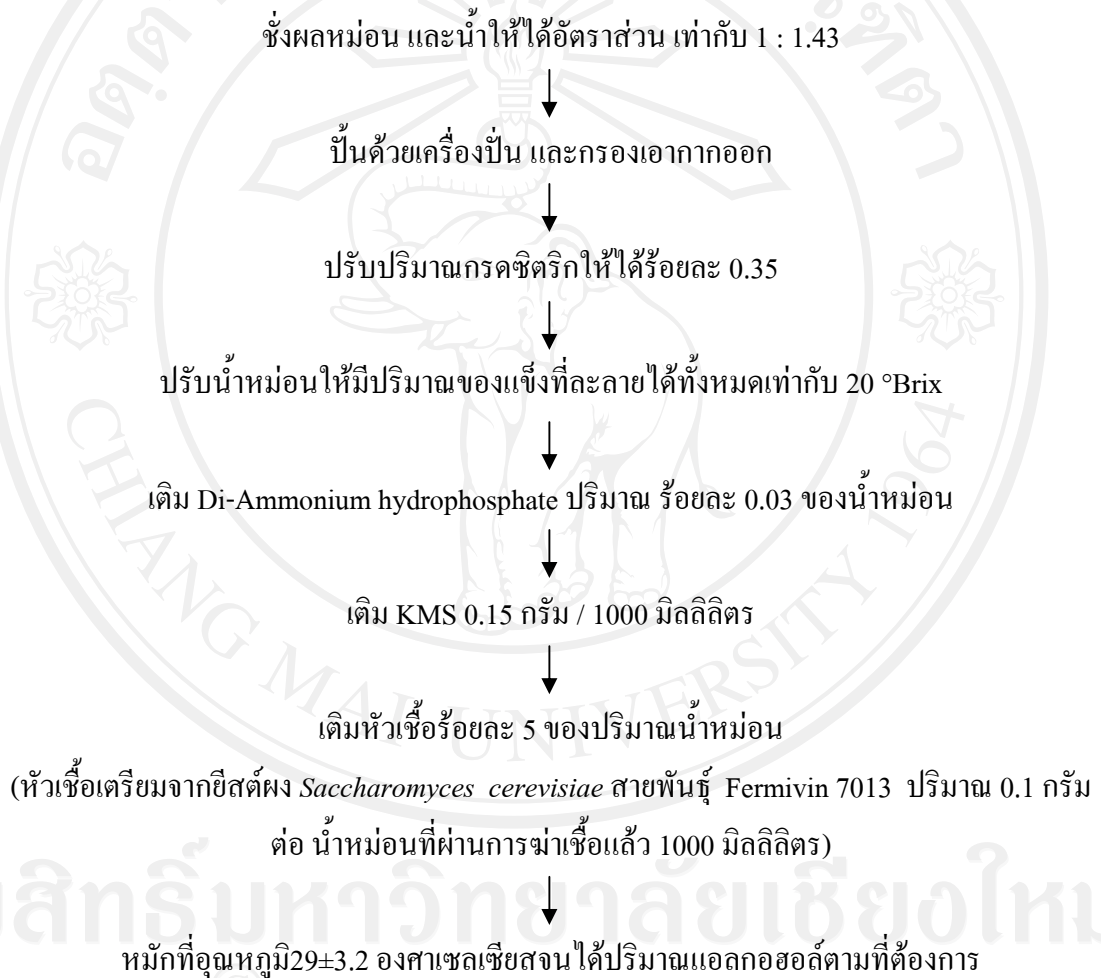 ชั่งผลหม่อน และน้ำให้ได้อัตราส่วน เท่ากับ 1 : 1.43
ปั้นด้วยเครื่องปั่น และกรองเอากากออก
ปรับปริมาณกรดซิตริกให้ได้ร้อยละ 0.35
ปรับน้ำหม่อนให้มีปริมาณของแข็งที่ละลายได้ทั้งหมดเท่ากับ 20 °Brix
เติม Di-Ammonium hydrophosphate ปริมาณ ร้อยละ 0.03 ของน้ำหม่อน
เติม KMS 0.15 กรัม / 1000 มิลลิลิตร
เติมหัวเชื้อร้อยละ 5 ของปริมาณน้ำหม่อน
(หัวเชื้อเตรียมจากยีสต์ผง Saccharomyces cerevisiae สายพันธุ์ Fermivin 7013 ปริมาณ 0.1 กรัม
ต่อ น้ำหม่อนที่ผ่านการฆ่าเชื้อแล้ว 1000 มิลลิลิตร)
หมักที่อุณหภูมิ29±3.2 องศาเซลเซียสจนได้ปริมาณแอลกอฮอล์ตามที่ต้องการ
CHIANG MAI UNIVERSITY 1964